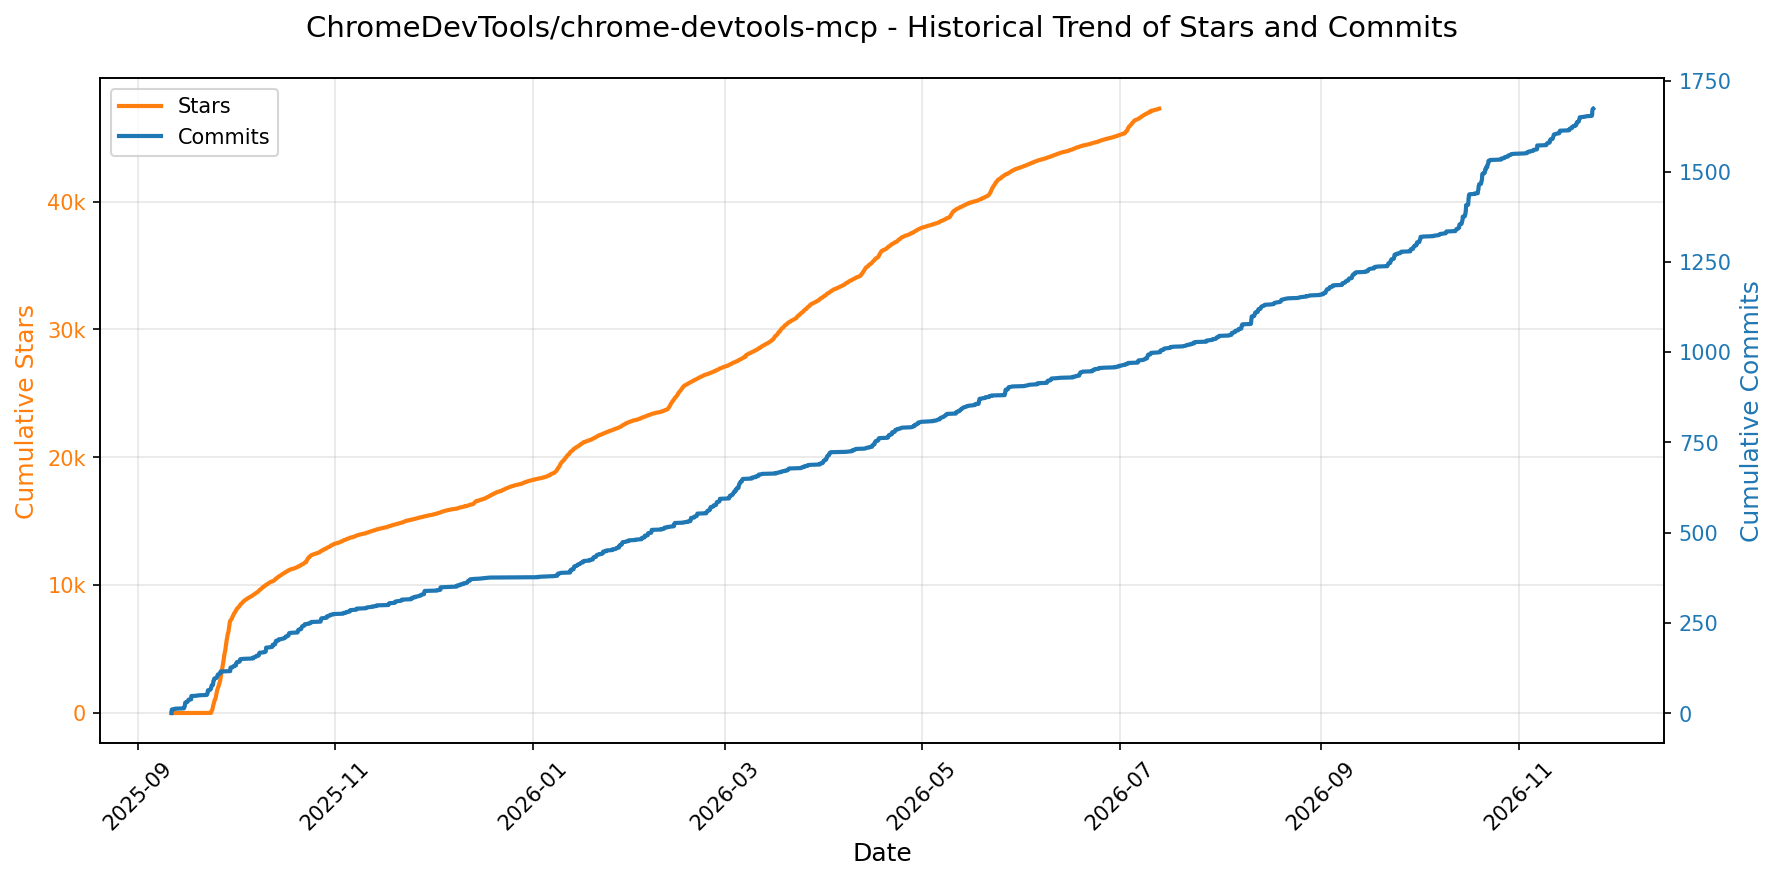 ChromeDevTools/chrome-devtools-mcp - Historical Trend of Stars and Commits
Stars
Commits
Cumulative Stars
40k
30k
20k
10k
0
1750
1500
1250
1000
750
500
250
0
Cumulative Commits
2025-09
2025-11
2026-01
2026-03
2026-05
2026-07
2026-09
2026-11
Date